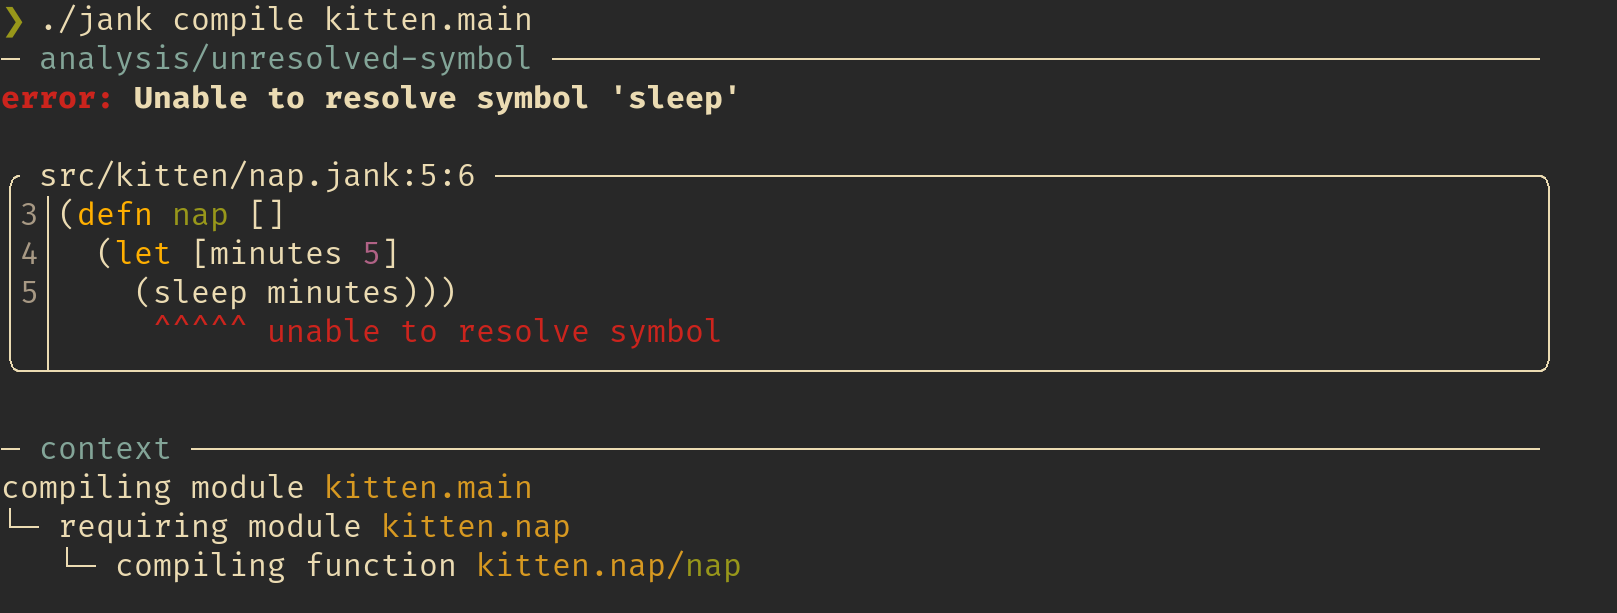 ❯ ./jank compile kitten.main
─ analysis/unresolved-symbol ─
error: Unable to resolve symbol 'sleep'
src/kitten/nap.jank:5:6
3 (defn nap []
4   (let [minutes 5]
5     (sleep minutes)))
^^^^^ unable to resolve symbol
─ context ─
compiling module kitten.main
└─ requiring module kitten.nap
└─ compiling function kitten.nap/nap